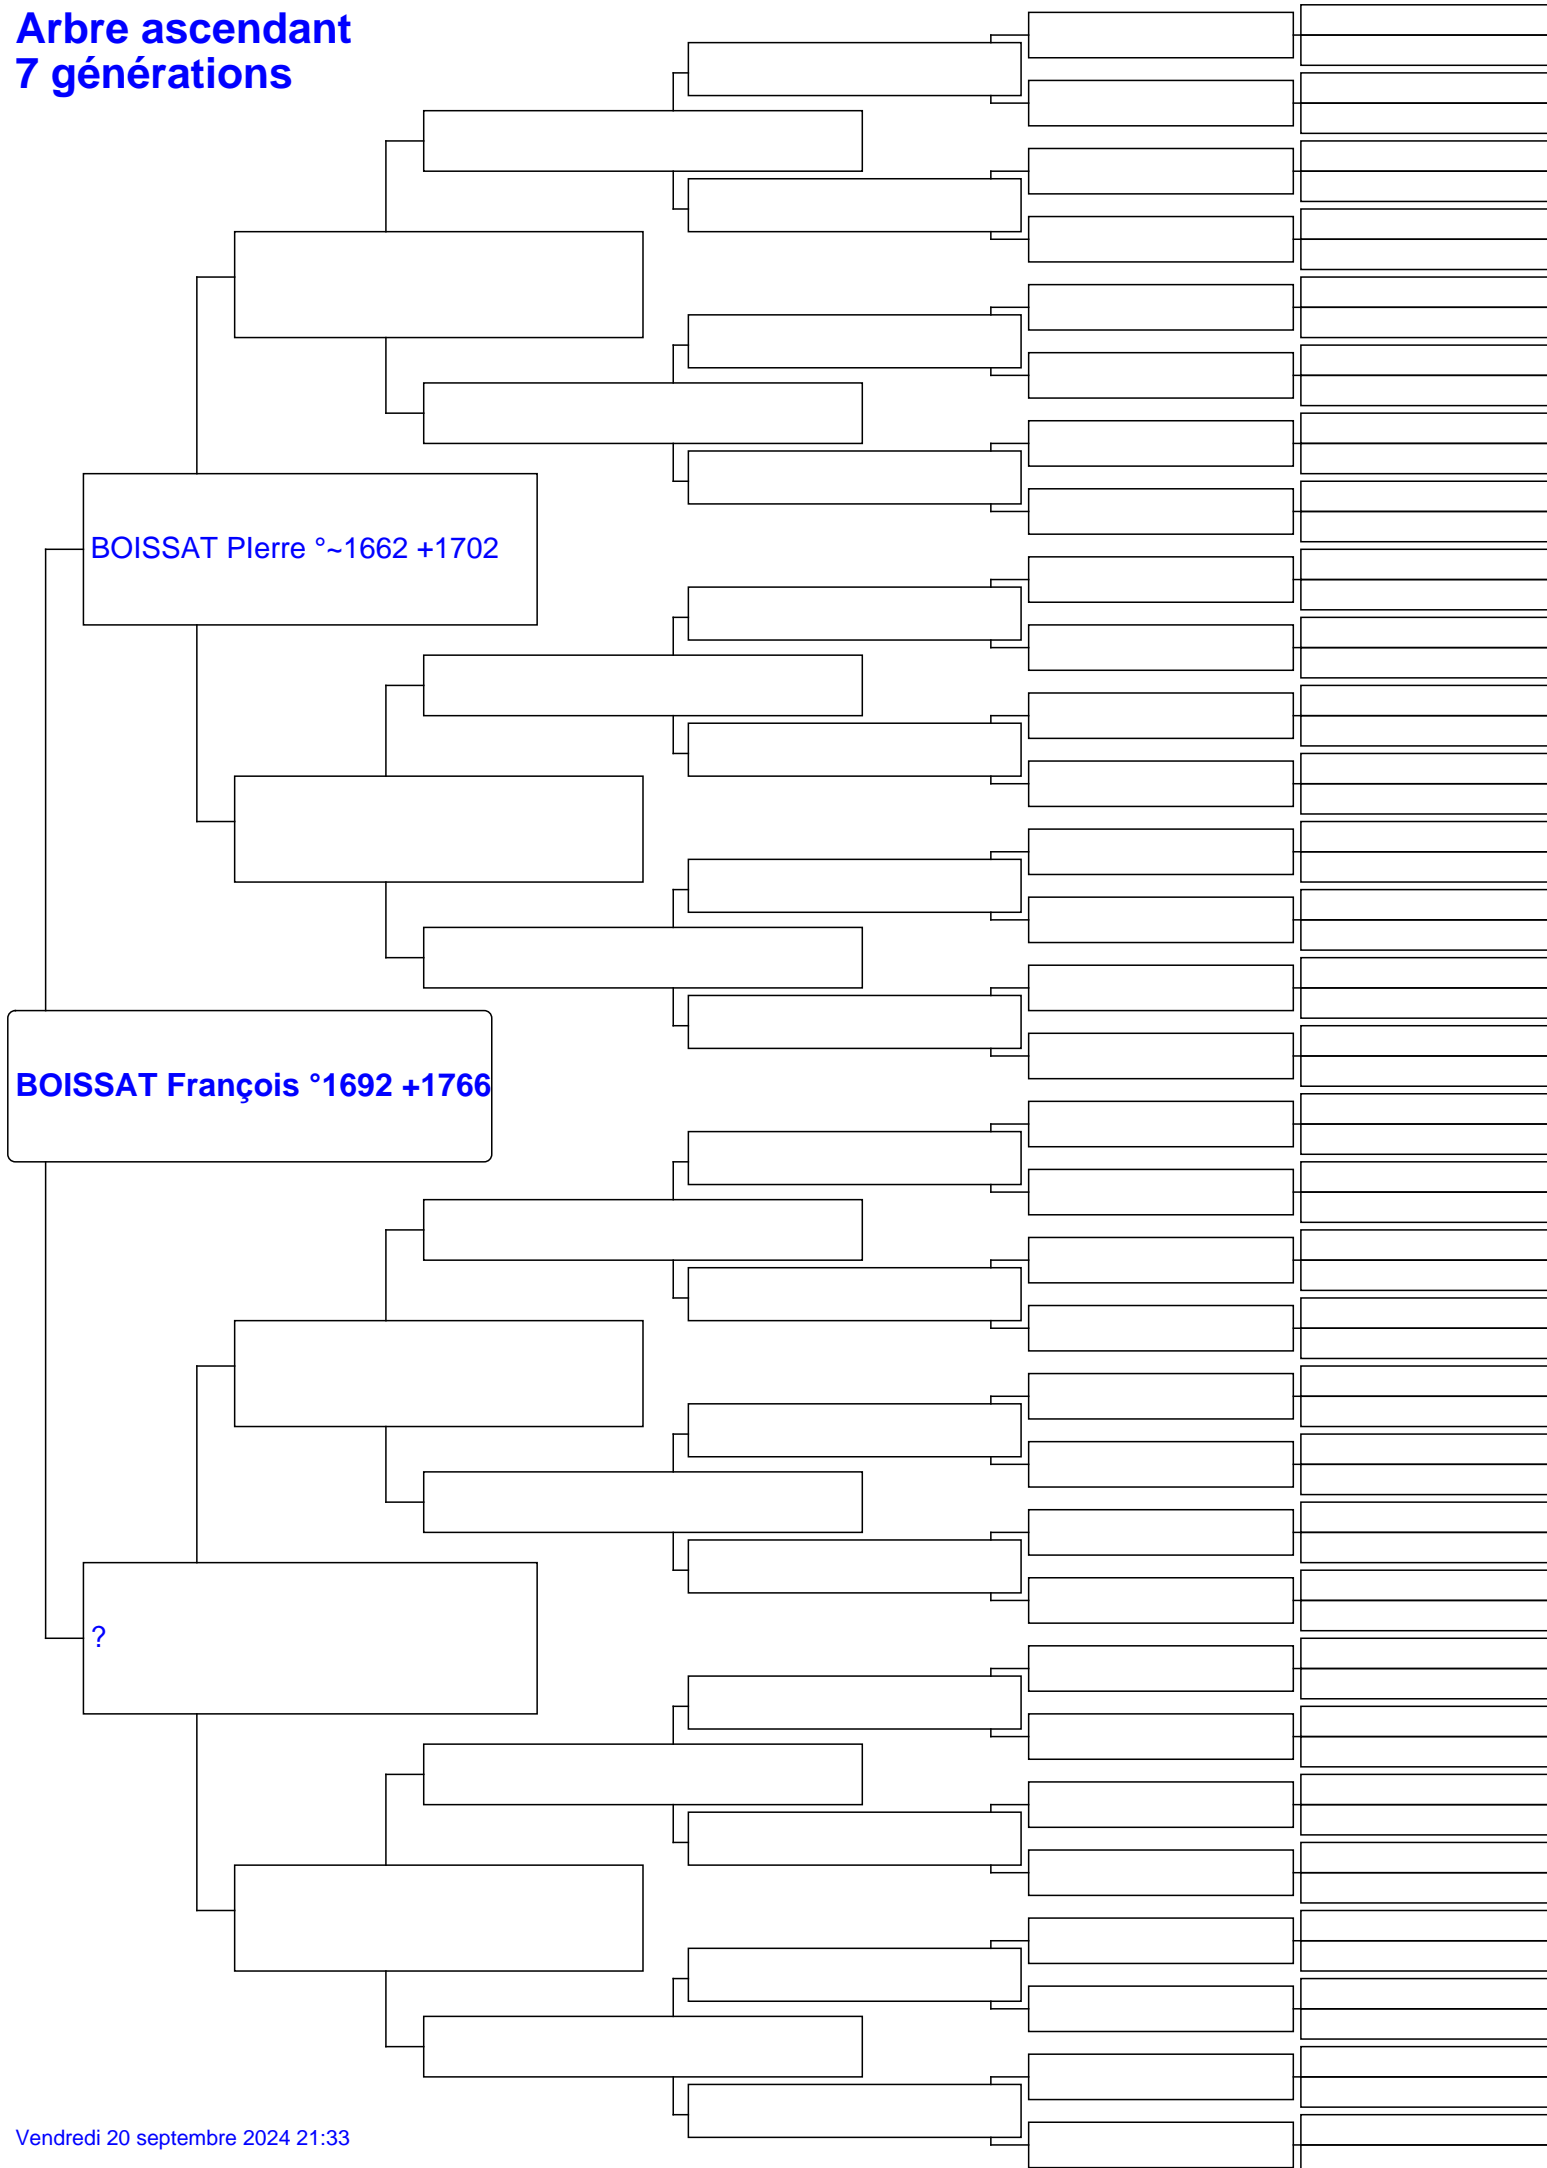 Arbre ascendant
7 générations
BOISSAT PIerre °~1662 +1702
BOISSAT François °1692 +1766
?
Vendredi 20 septembre 2024 21:33